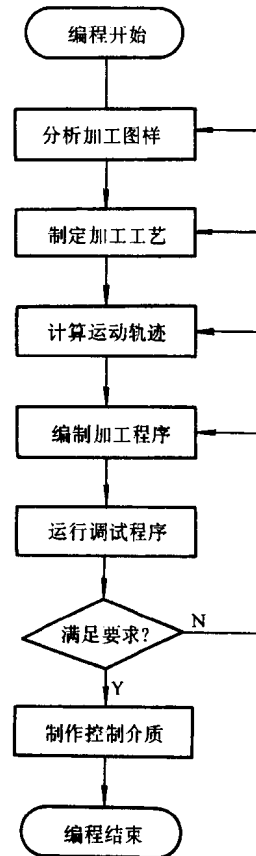 编程开始
分析加工图样
制定加工工艺
计算运动轨迹
编制加工程序
运行调试程序
满足要求?
N
Y
制作控制介质
编程结束